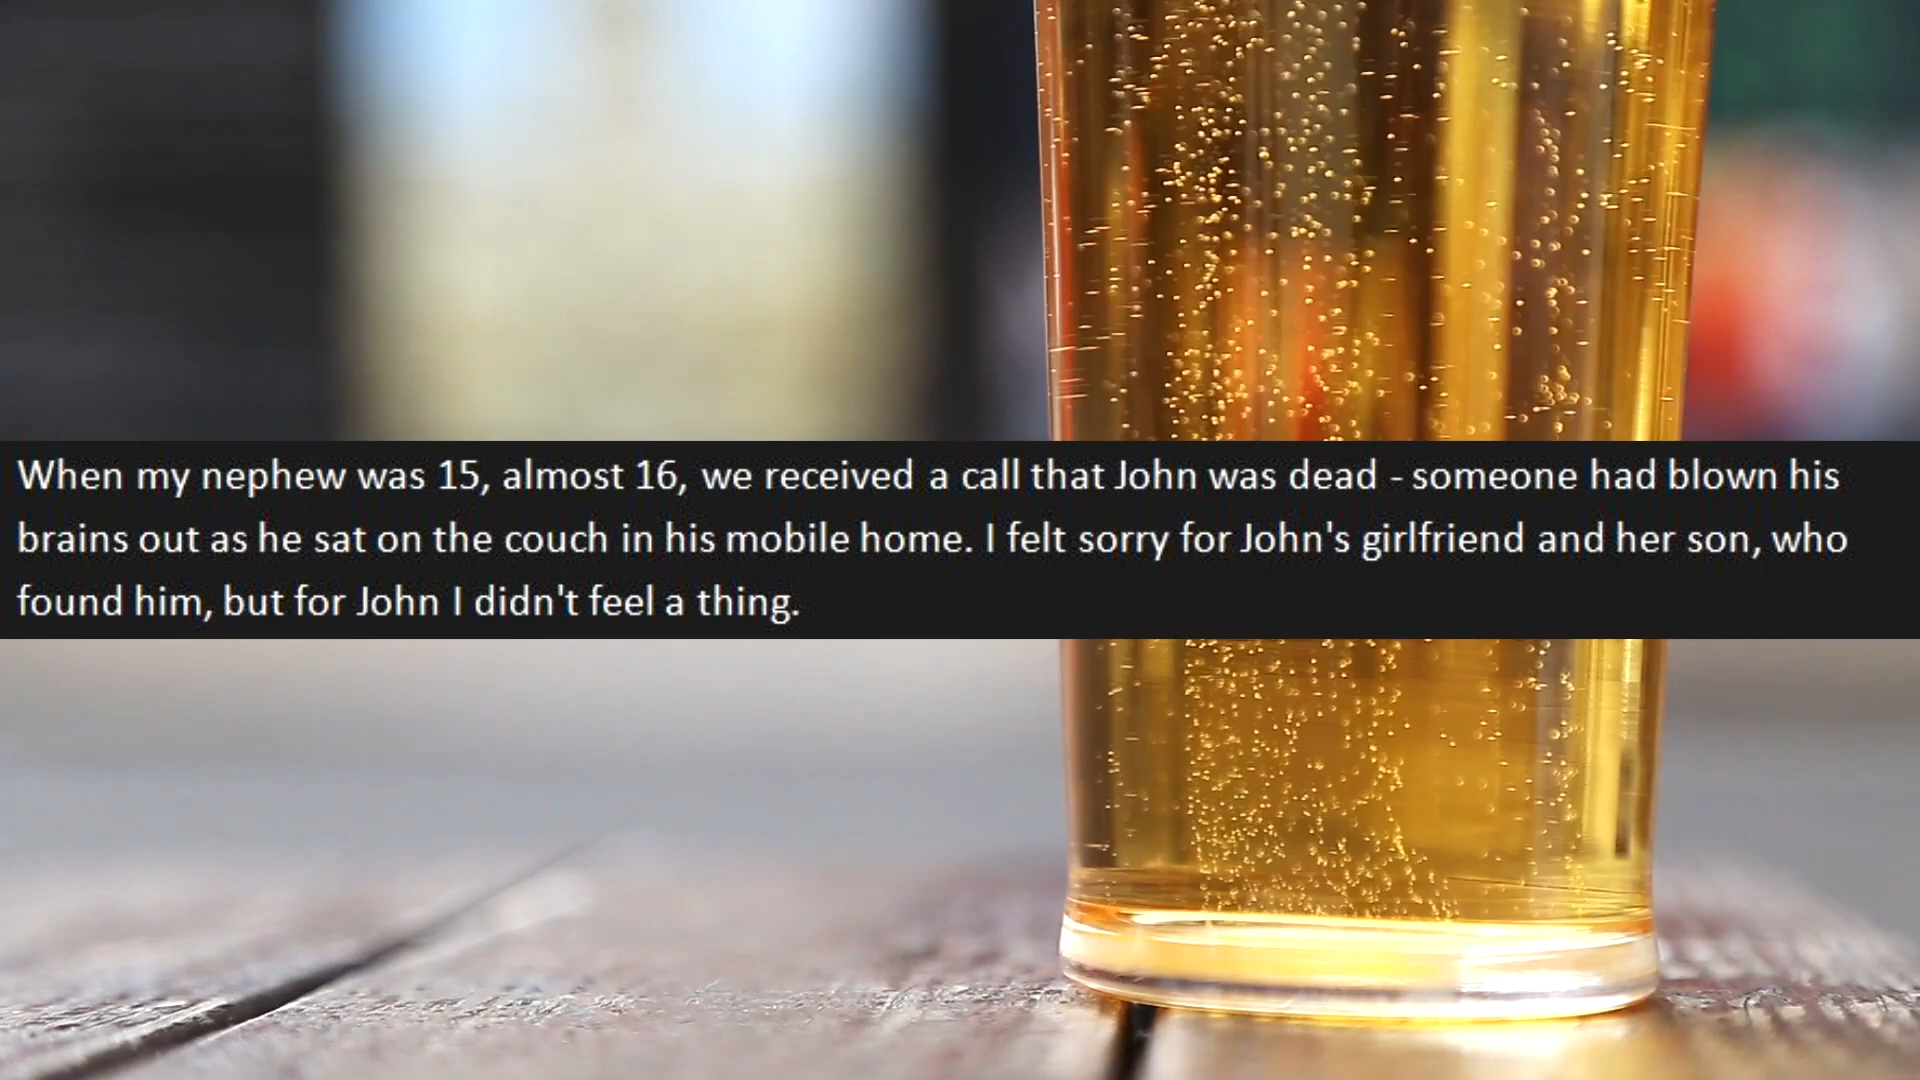 When my nephew was 15, almost 16, we received a call that John was dead - someone had blown his
brains out as he sat on the couch in his mobile home. I felt sorry for John's girlfriend and her son, who
found him, but for John I didn't feel a thing.